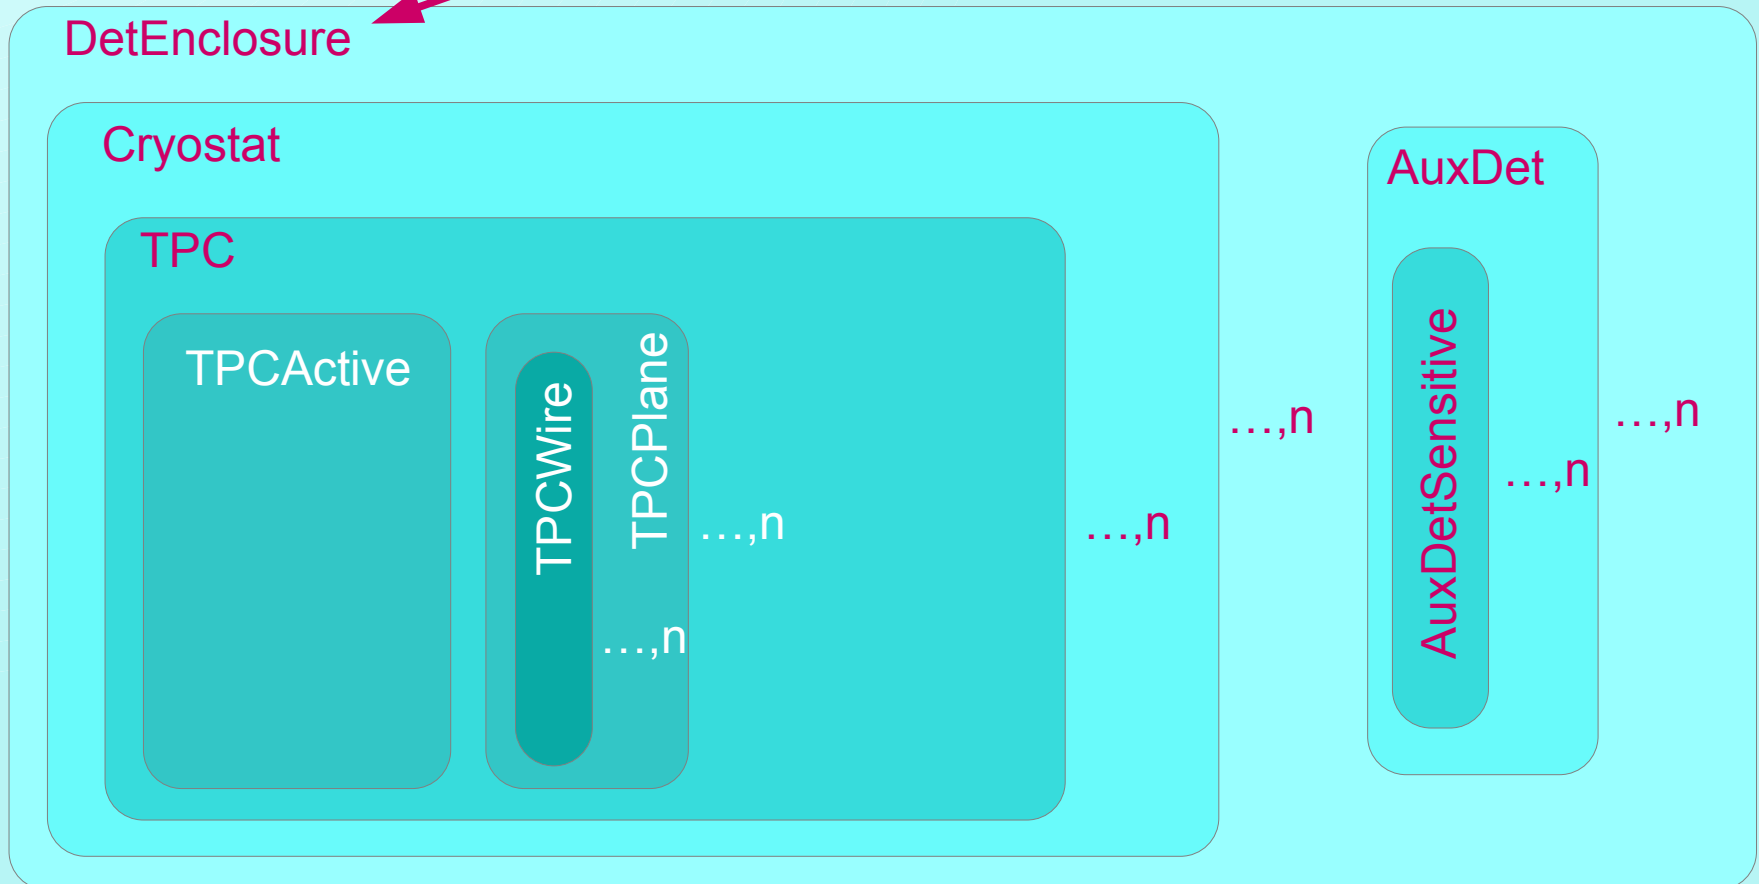 DetEnclosure
Cryostat
TPC
TPCActive
TPCWire
…,n
TPCPlane
…,n
…,n
…,n
AuxDet
AuxDetSensitive
…,n
…,n